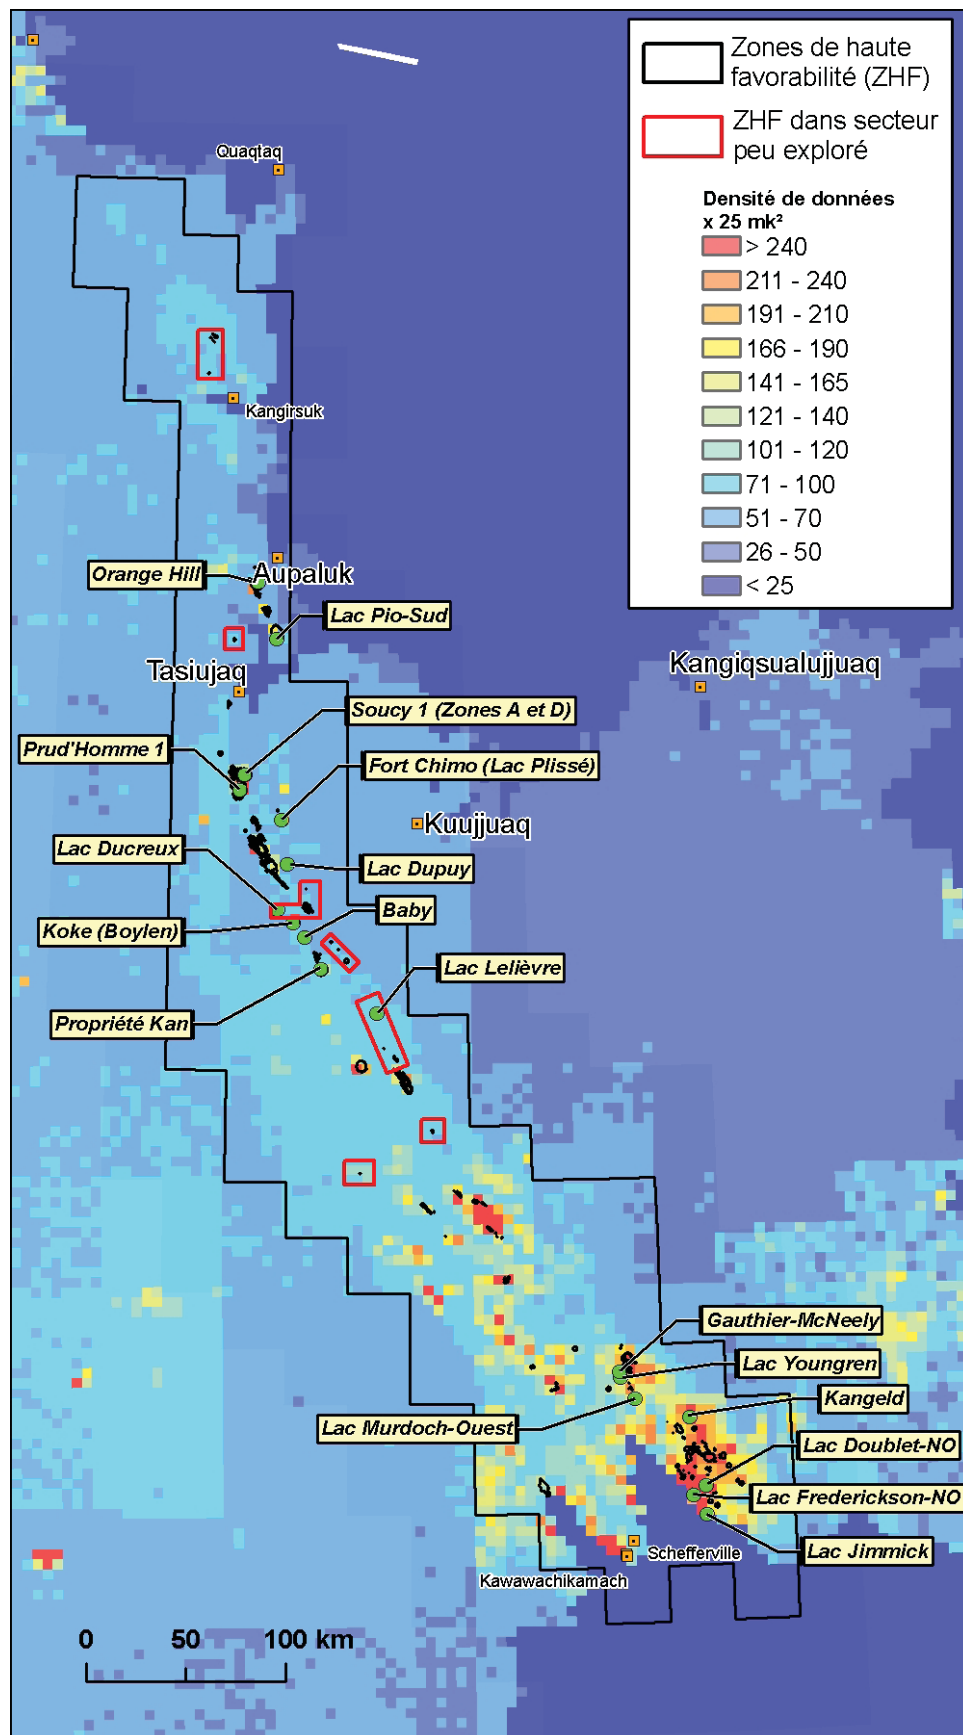 Zones de haute
favorabilité (ZHF)
ZHF dans secteur
peu exploré
Densité de données
x 25 mk²
> 240
211 - 240
191 - 210
166 - 190
141 - 165
121 - 140
101 - 120
71 - 100
51 - 70
26 - 50
< 25
Quaqtaq
Kangirsuk
Orange Hill
Aupaluk
Lac Pio-Sud
Tasiujaq
Kangiqsualujjuaq
Soucy 1 (Zones A et D)
Prud'Homme 1
Fort Chimo (Lac Plissé)
Kuujjuaq
Lac Ducreux
Lac Dupuy
Koke (Boylen)
Baby
Lac Lelièvre
Propriété Kan
Gauthier-McNeely
Lac Youngren
Kangeld
Lac Murdoch-Ouest
Lac Doublet-NO
Lac Frederickson-NO
Lac Jimmick
Schefferville
Kawawachikamach
0 50 100 km